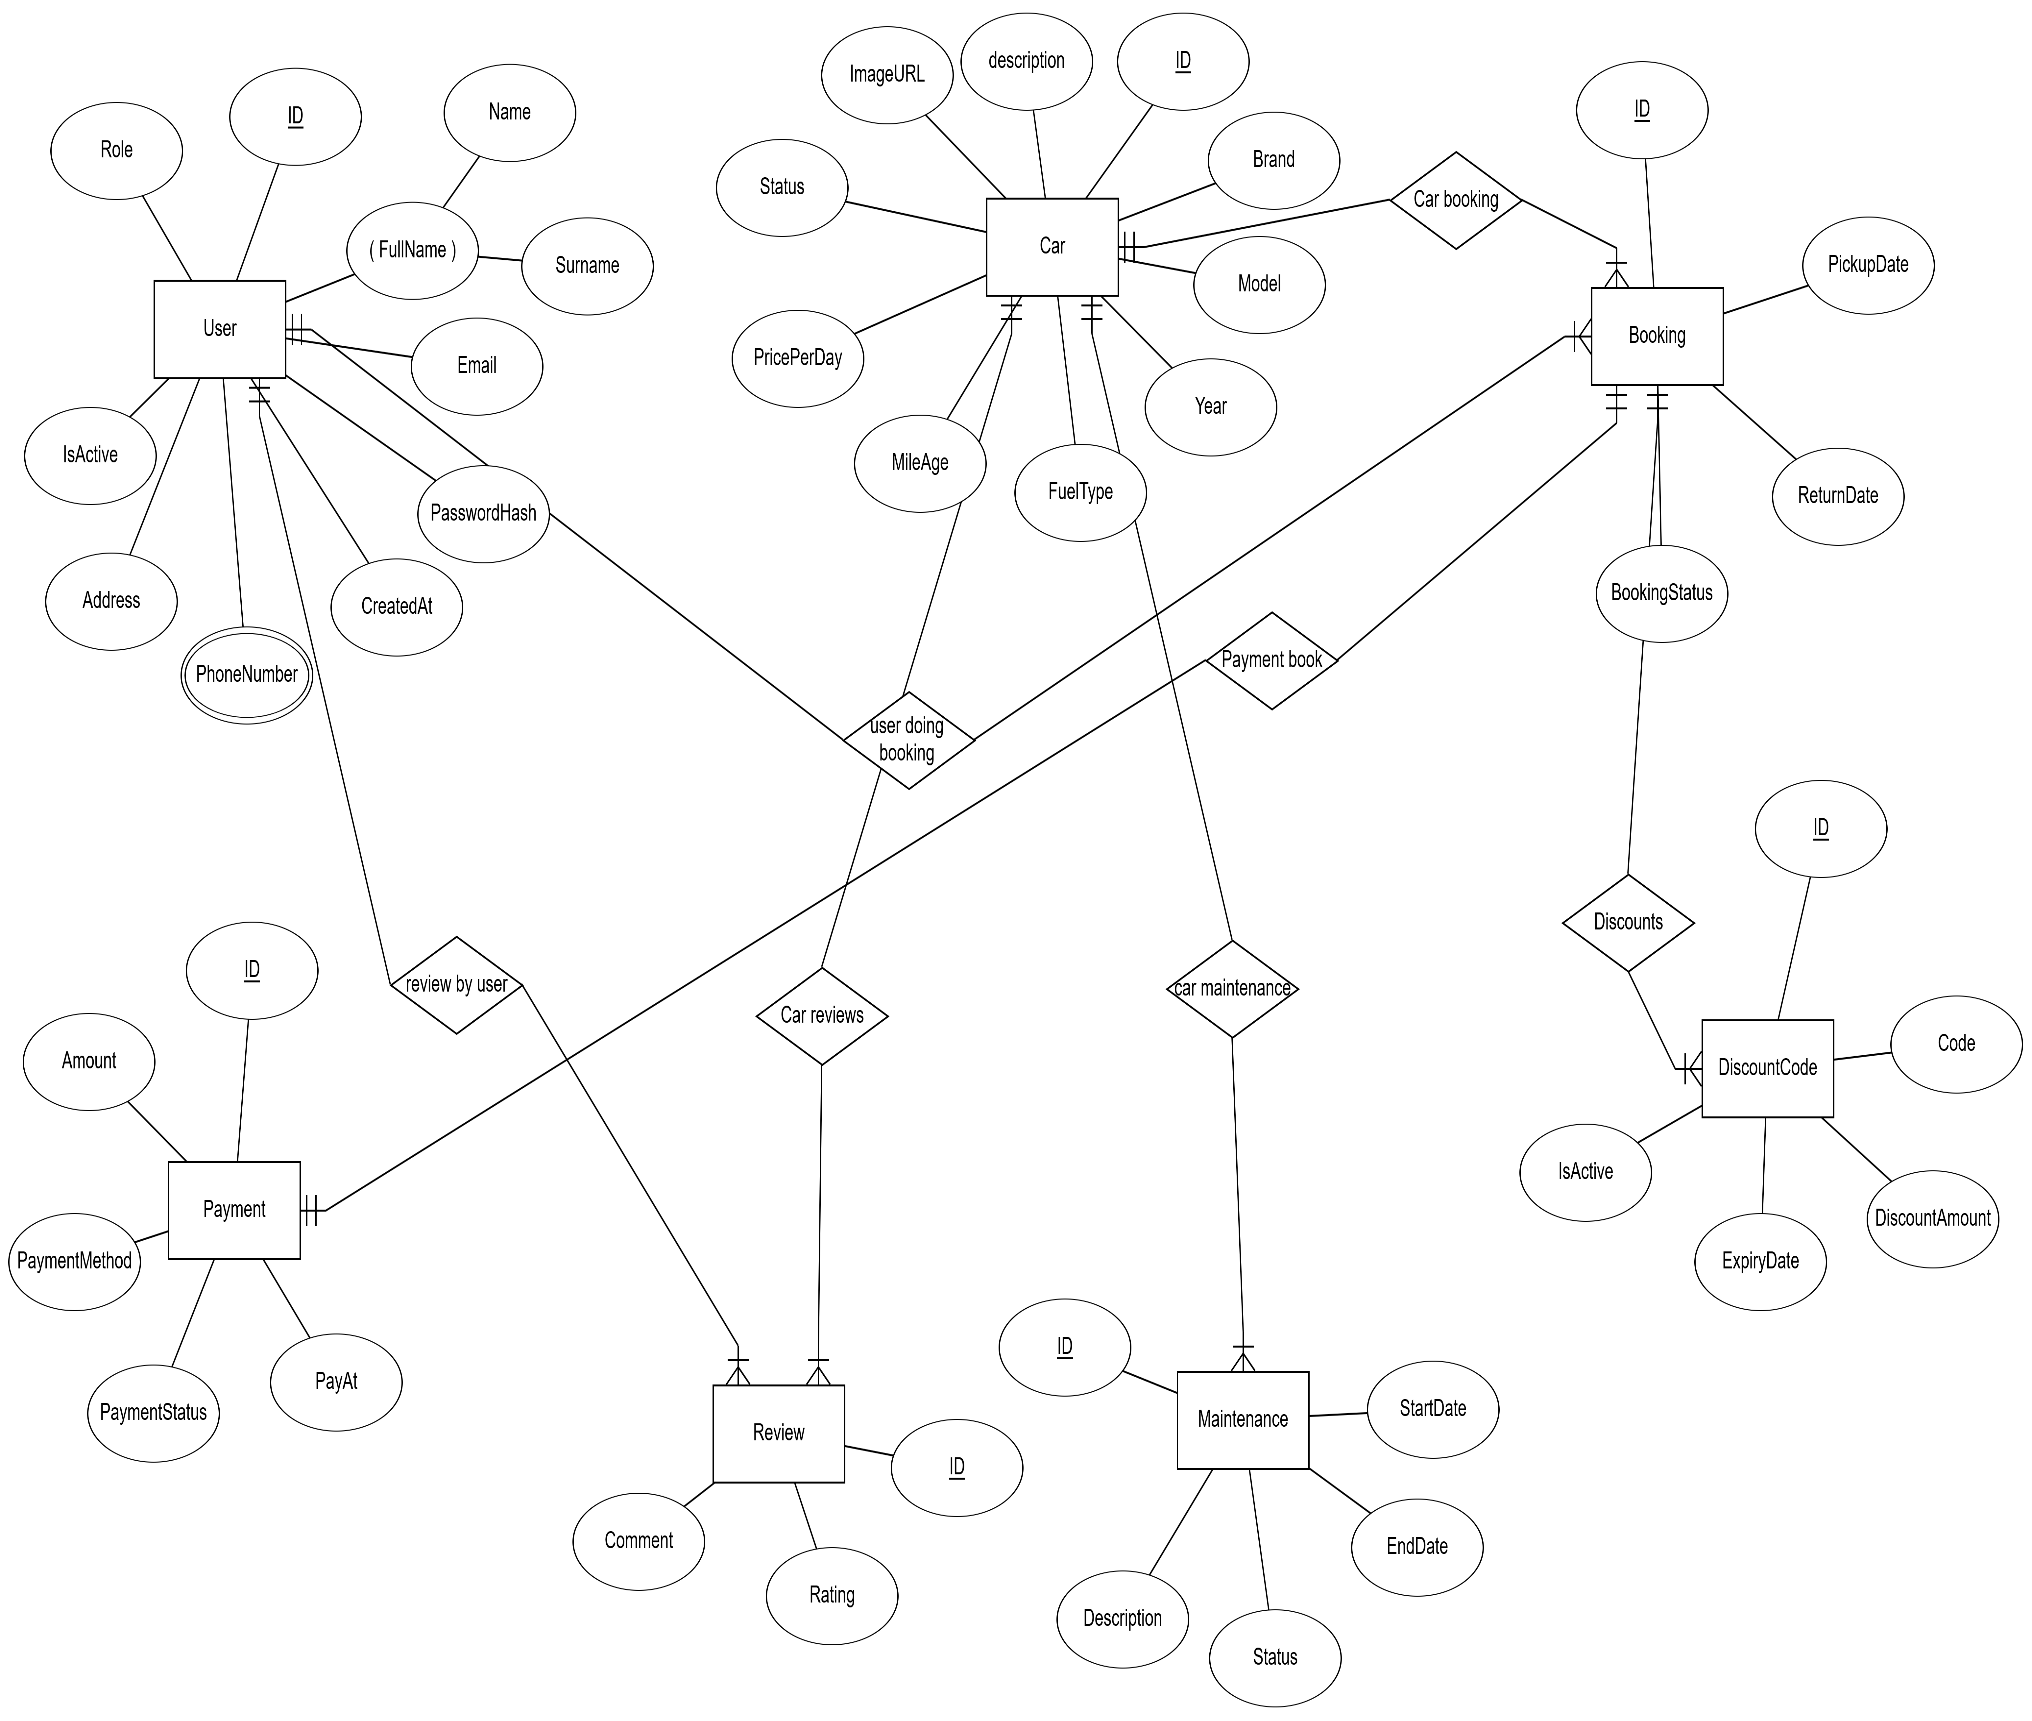 description
ID
ImageURL
ID
Name
ID
Role
Brand
Status
Car booking
( FullName )
Surname
Car
PickupDate
Model
User
Booking
PricePerDay
Email
Year
IsActive
MileAge
FuelType
ReturnDate
PasswordHash
BookingStatus
Address
CreatedAt
Payment book
PhoneNumber
user doing
booking
ID
Discounts
ID
review by user
car maintenance
Car reviews
Code
Amount
DiscountCode
IsActive
Payment
DiscountAmount
PaymentMethod
ExpiryDate
ID
PayAt
StartDate
PaymentStatus
Maintenance
Review
ID
Comment
EndDate
Rating
Description
Status